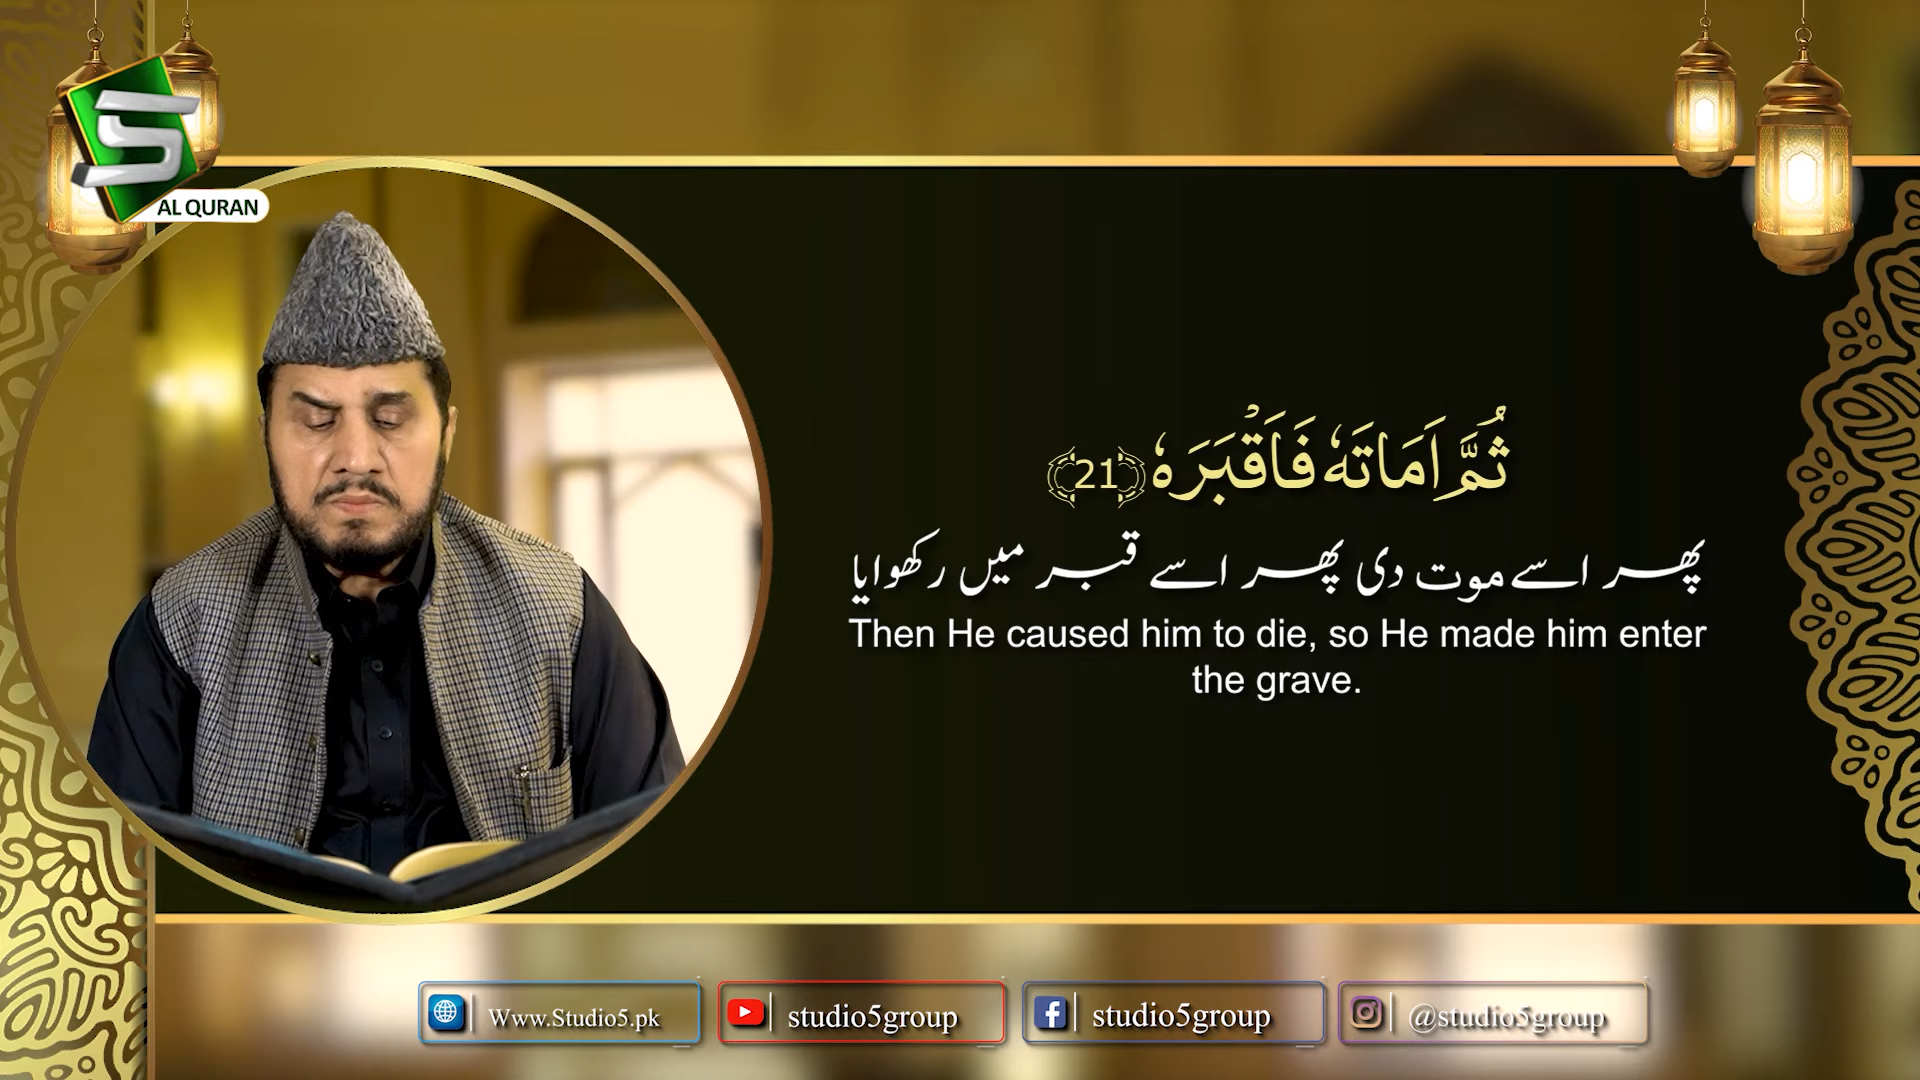 AL QURAN
ثُمَّ اَمَاتَهٗ فَاَقْبَرَهٗ ﴿21﴾
پھر اسے موت دی پھر اسے قبر میں رکھوایا
Then He caused him to die, so He made him enter
the grave.
Www.Studio5.pk
studio5group
studio5group
@studio5group